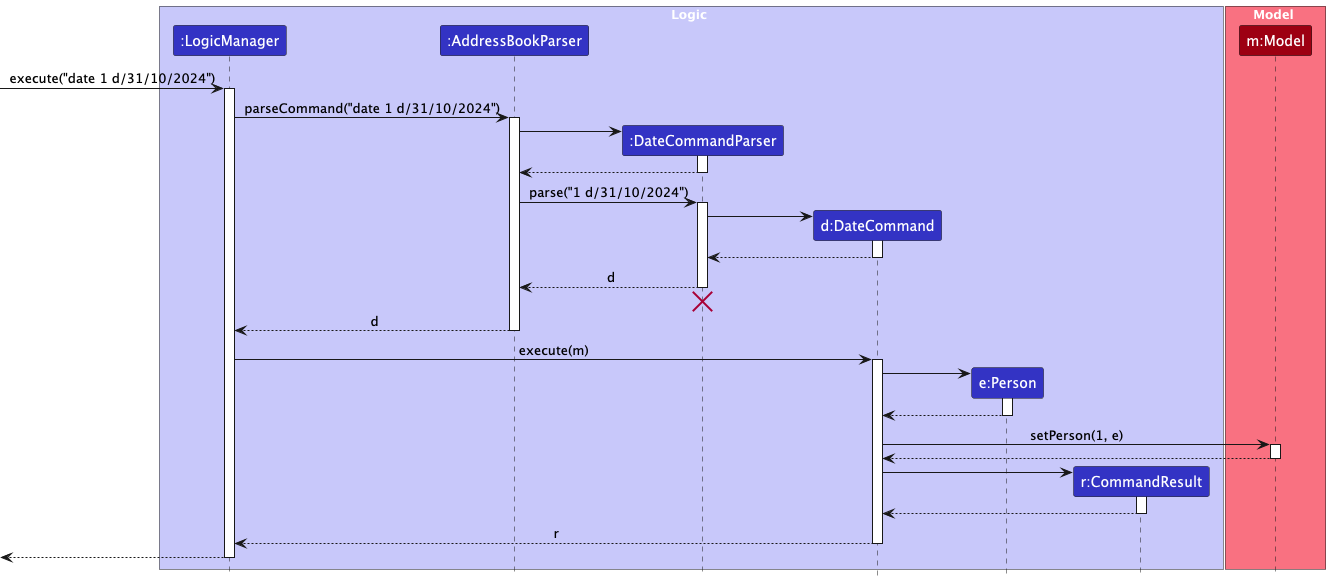 Logic
Model
:LogicManager
:AddressBookParser
m:Model
execute("date 1 d/31/10/2024")
parseCommand("date 1 d/31/10/2024")
:DateCommandParser
parse("1 d/31/10/2024")
d:DateCommand
d
d
execute(m)
e:Person
setPerson(1, e)
r:CommandResult
r